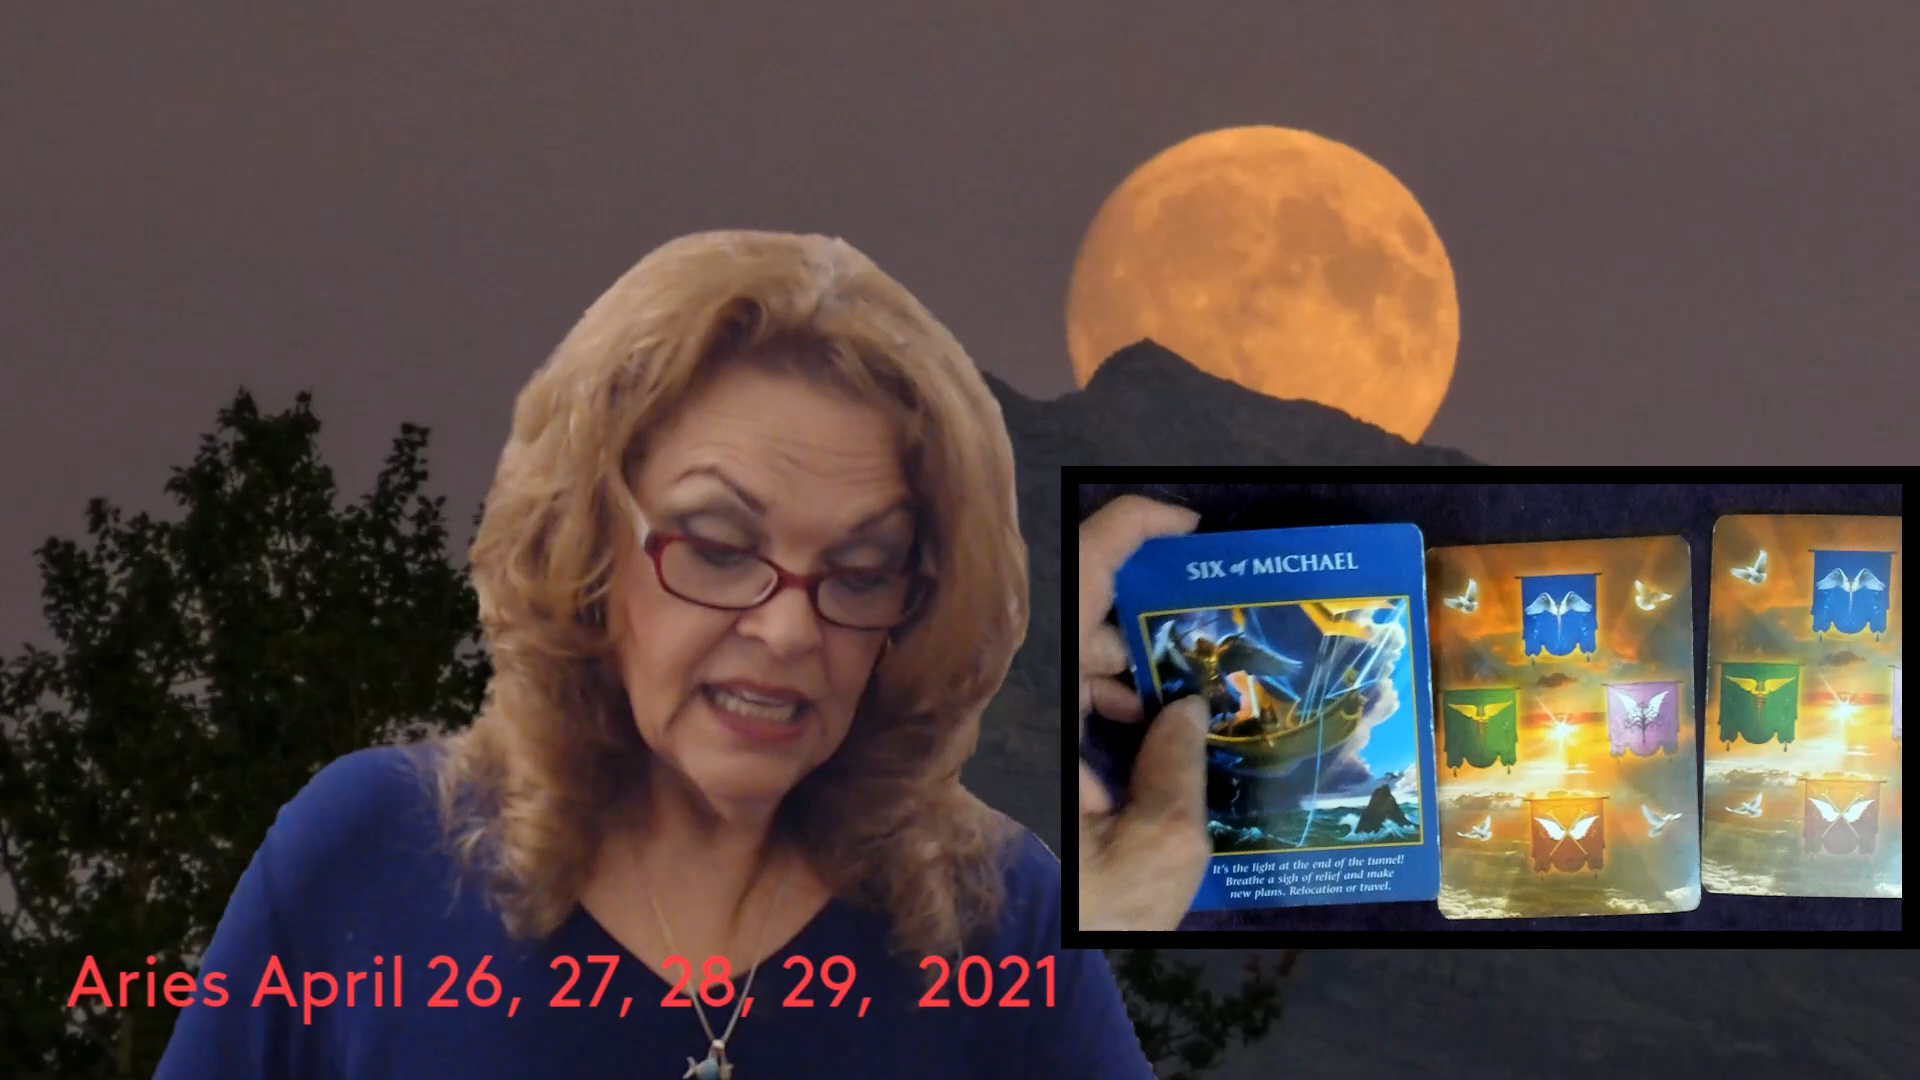 SIX of MICHAEL
It's the light at the end of the tunnel!
Breathe a sigh of relief and make
new plans. Relocation or travel.
Aries April 26, 27, 28, 29, 2021